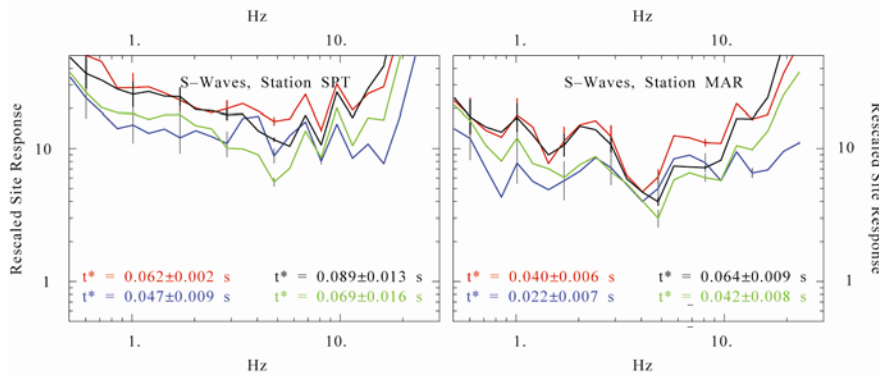 Hz
Hz
1.
10.
1.
10.
S-Waves, Station SPT
S-Waves, Station MAR
Rescaled Site Response
10
10
Rescaled Site Response
1
1
t* = 0.062±0.002 s
t* = 0.089±0.013 s
t* = 0.047±0.009 s
t* = 0.069±0.016 s
t* = 0.040±0.006 s
t* = 0.064±0.009 s
t* = 0.022±0.007 s
t* = 0.042±0.008 s
1.
10.
1.
10.
Hz
Hz